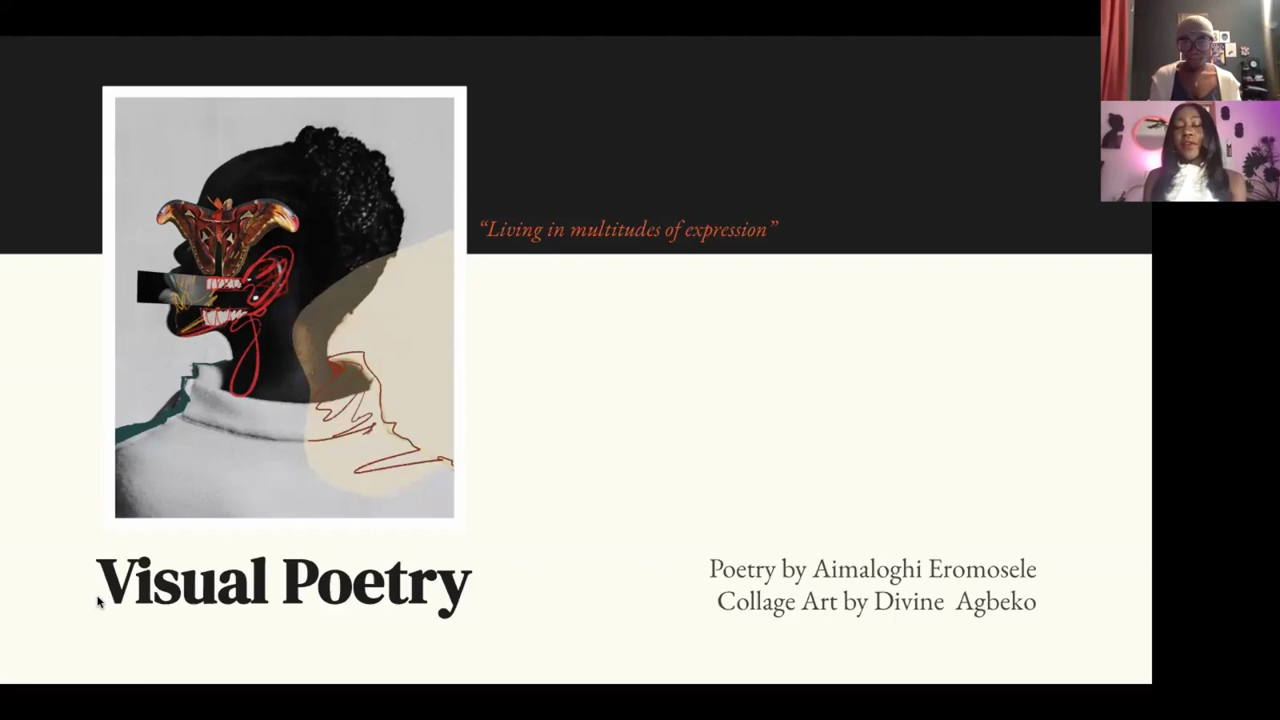 “Living in multitudes of expression”
Visual Poetry
Poetry by Aimaloghi Eromosele
Collage Art by Divine Agbeko